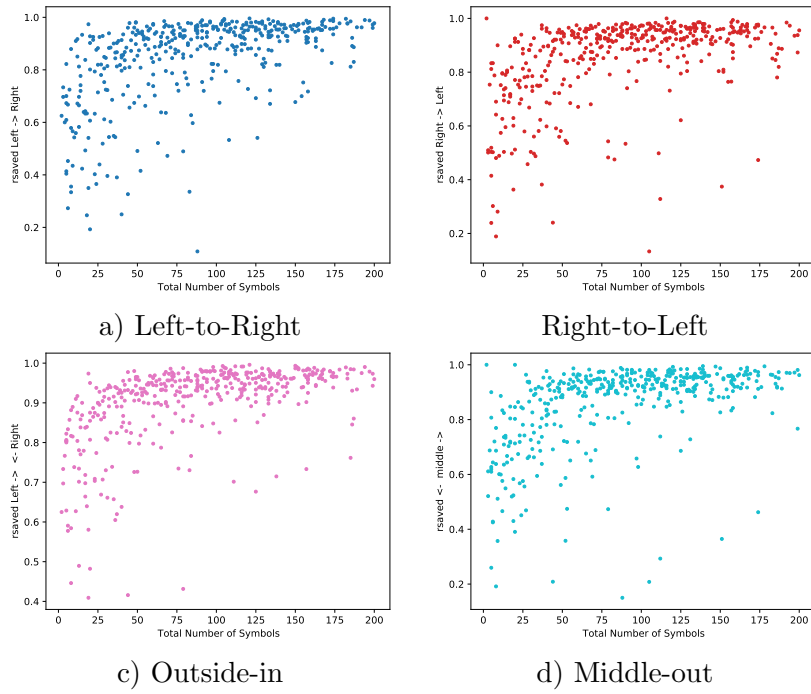 1.0
0.8
0.6
0.4
0.2
rsaved Left -> Right
0 25 50 75 100 125 150 175 200
Total Number of Symbols
a) Left-to-Right
1.0
0.8
0.6
0.4
0.2
rsaved Right -> Left
0 25 50 75 100 125 150 175 200
Total Number of Symbols
Right-to-Left
1.0
0.9
0.8
0.7
0.6
0.5
0.4
rsaved Left -> <- Right
0 25 50 75 100 125 150 175 200
Total Number of Symbols
c) Outside-in
1.0
0.8
0.6
0.4
0.2
rsaved <- middle ->
0 25 50 75 100 125 150 175 200
Total Number of Symbols
d) Middle-out